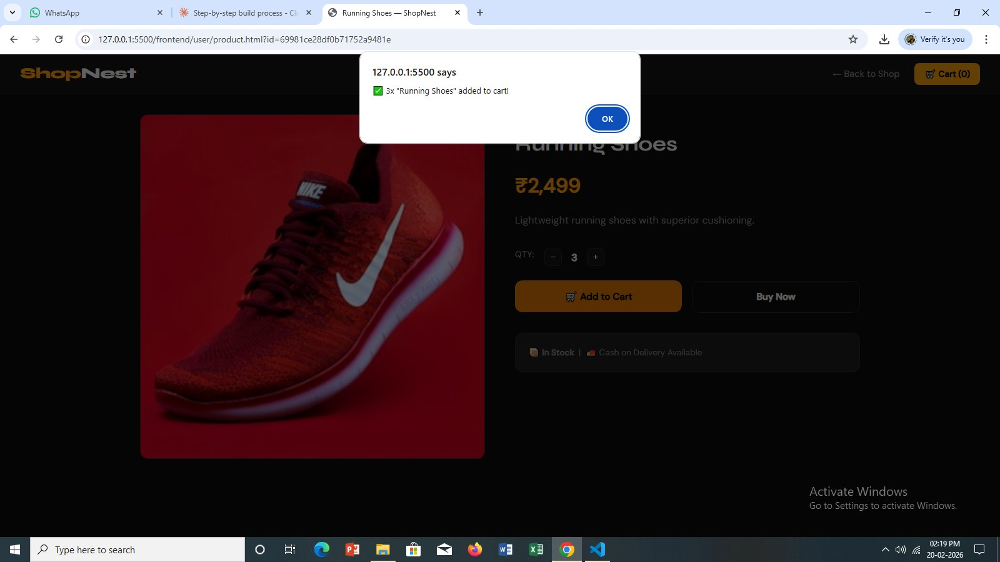 WhatsApp
Step-by-step build process - Cla
Running Shoes — ShopNest
127.0.0.1:5500/frontend/user/product.html?id=69981ce28df0b71752a9481e
Verify it's you
ShopNest
← Back to Shop
🛒 Cart (0)
127.0.0.1:5500 says
✅ 3x "Running Shoes" added to cart!
OK
NIKE
Running Shoes
₹2,499
Lightweight running shoes with superior cushioning.
QTY: − 3 +
🛒 Add to Cart
Buy Now
📦 In Stock | 🚚 Cash on Delivery Available
Activate Windows
Go to Settings to activate Windows.
Type here to search
02:19 PM
20-02-2026